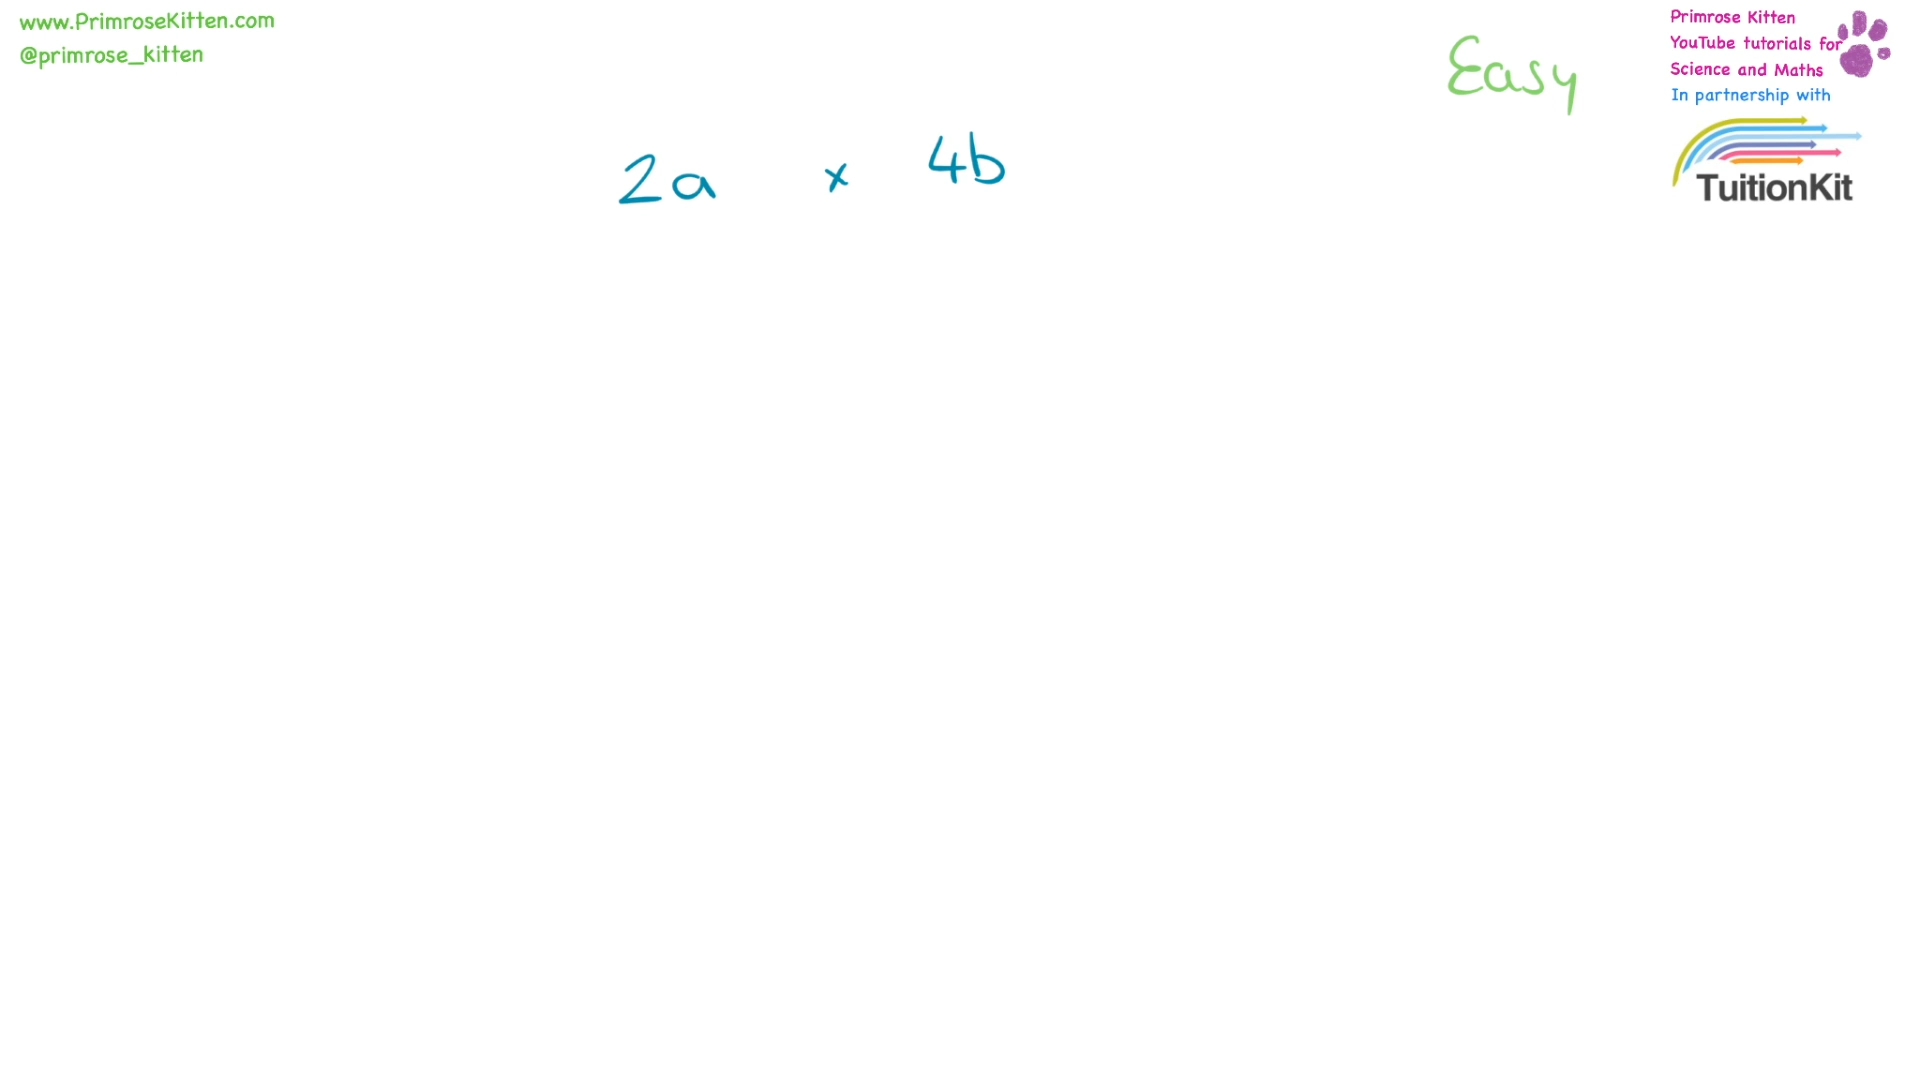 www.PrimroseKitten.com
@primrose_kitten
Easy
Primrose Kitten
YouTube tutorials for
Science and Maths
In partnership with
TuitionKit
2a × 4b